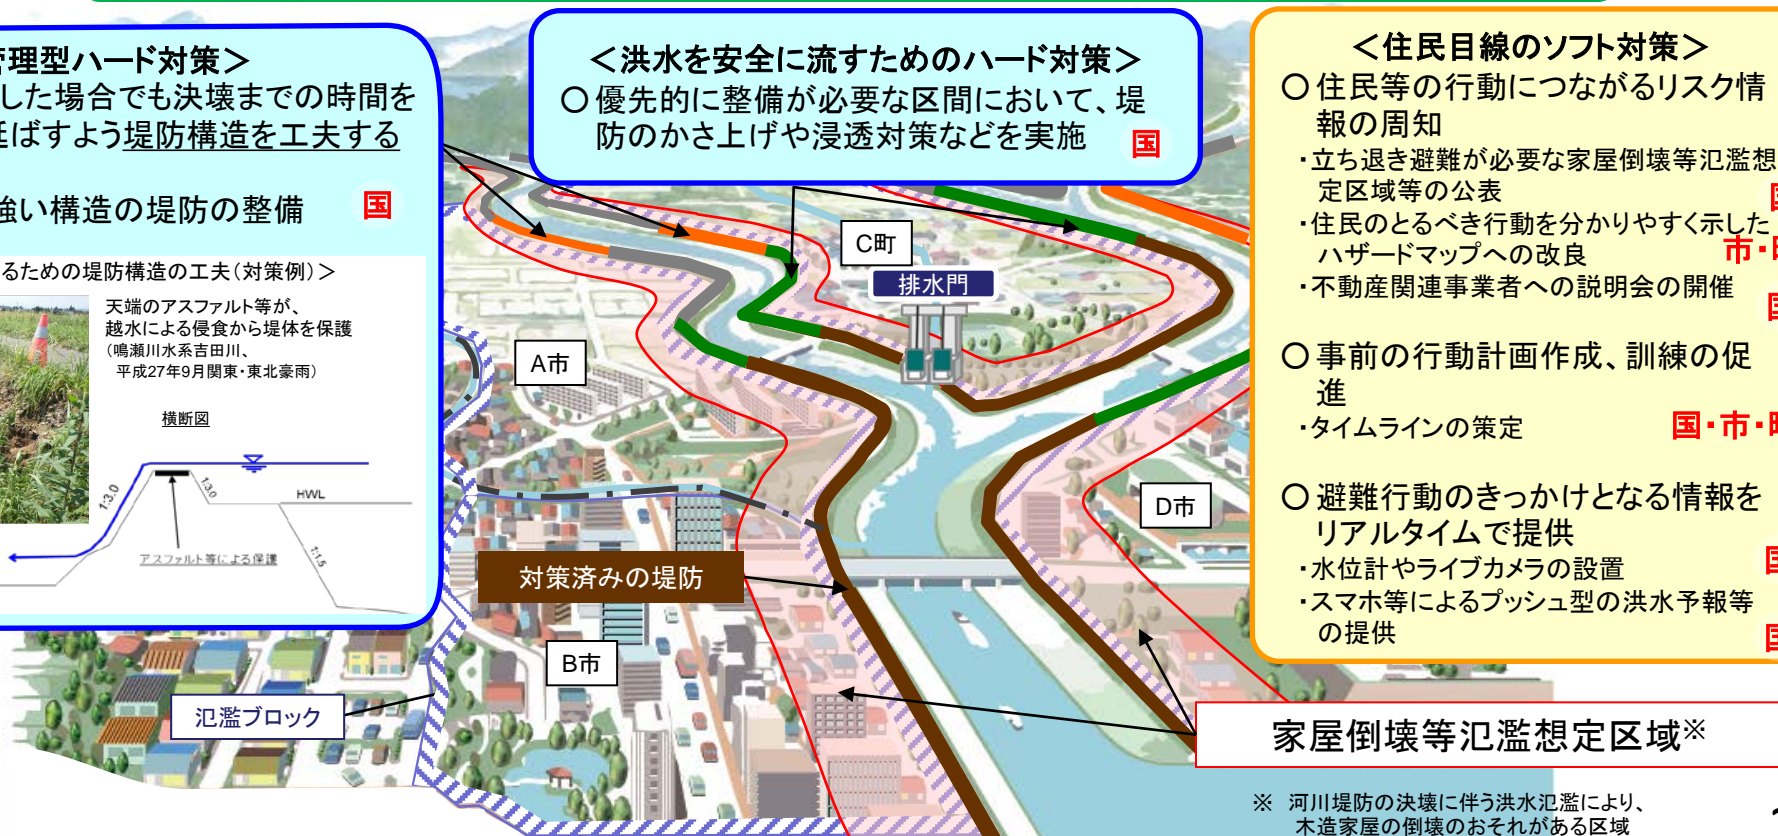 管理型ハード対策＞
した場合でも決壊までの時間を
延ばすよう堤防構造を工夫する
強い構造の堤防の整備
国
るための堤防構造の工夫（対策例）＞
天端のアスファルト等が、
越水による侵食から堤体を保護
（鳴瀬川水系吉田川、
平成27年9月関東・東北豪雨）
横断図
1:3.0
1:3.0
HWL
1:1.5
アスファルト等による保護
＜洪水を安全に流すためのハード対策＞
〇優先的に整備が必要な区間において、堤
防のかさ上げや浸透対策などを実施
国
＜住民目線のソフト対策＞
〇住民等の行動につながるリスク情
報の周知
・立ち退き避難が必要な家屋倒壊等氾濫想
定区域等の公表
国
・住民のとるべき行動を分かりやすく示した
ハザードマップへの改良
市・町
・不動産関連事業者への説明会の開催
国
〇事前の行動計画作成、訓練の促
進
・タイムラインの策定
国・市・町
〇避難行動のきっかけとなる情報を
リアルタイムで提供
・水位計やライブカメラの設置
国
・スマホ等によるプッシュ型の洪水予報等
の提供
国
C町
排水門
A市
D市
対策済みの堤防
B市
氾濫ブロック
家屋倒壊等氾濫想定区域※
※ 河川堤防の決壊に伴う洪水氾濫により、
木造家屋の倒壊のおそれがある区域